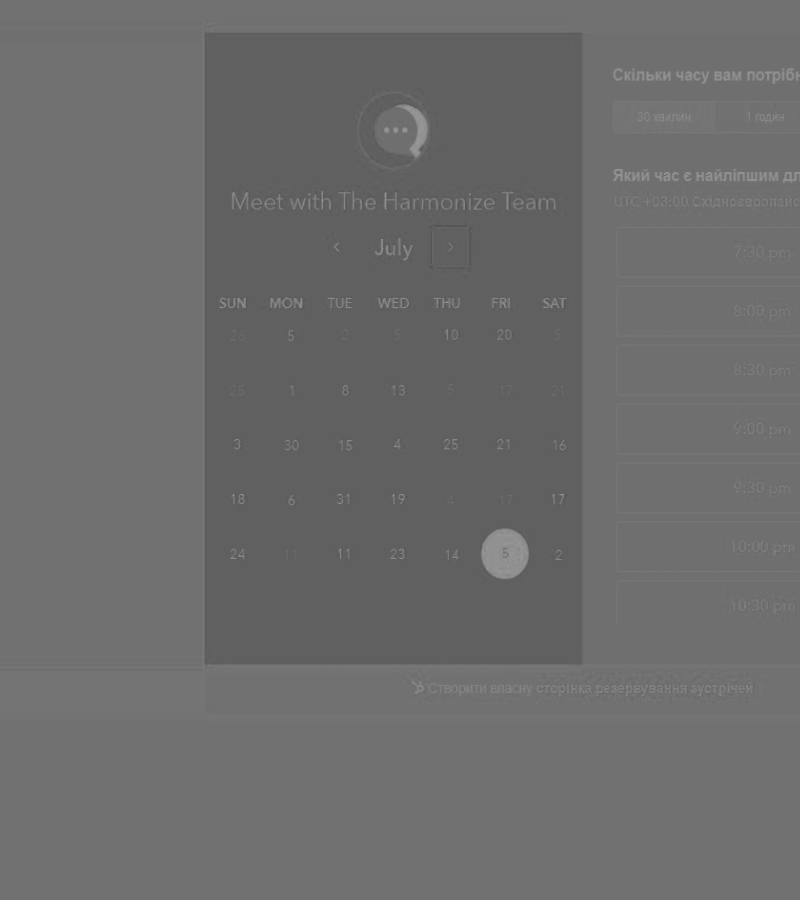 Meet with The Harmonize Team
July
SUN MON TUE WED THU FRI SAT
26 5 2 5 10 20 5
25 1 8 13 5 17 21
3 30 15 4 25 21 16
18 6 31 19 4 17 17
24 11 11 23 14 5 2
Скільки часу вам потрібн
30 хвилин 1 годин
Який час є найліпшим дл
UTC +03:00 Східноєвропейс
7:30 pm
8:00 pm
8:30 pm
9:00 pm
9:30 pm
10:00 pm
10:30 pm
Створити власну сторінка резервування зустрічей